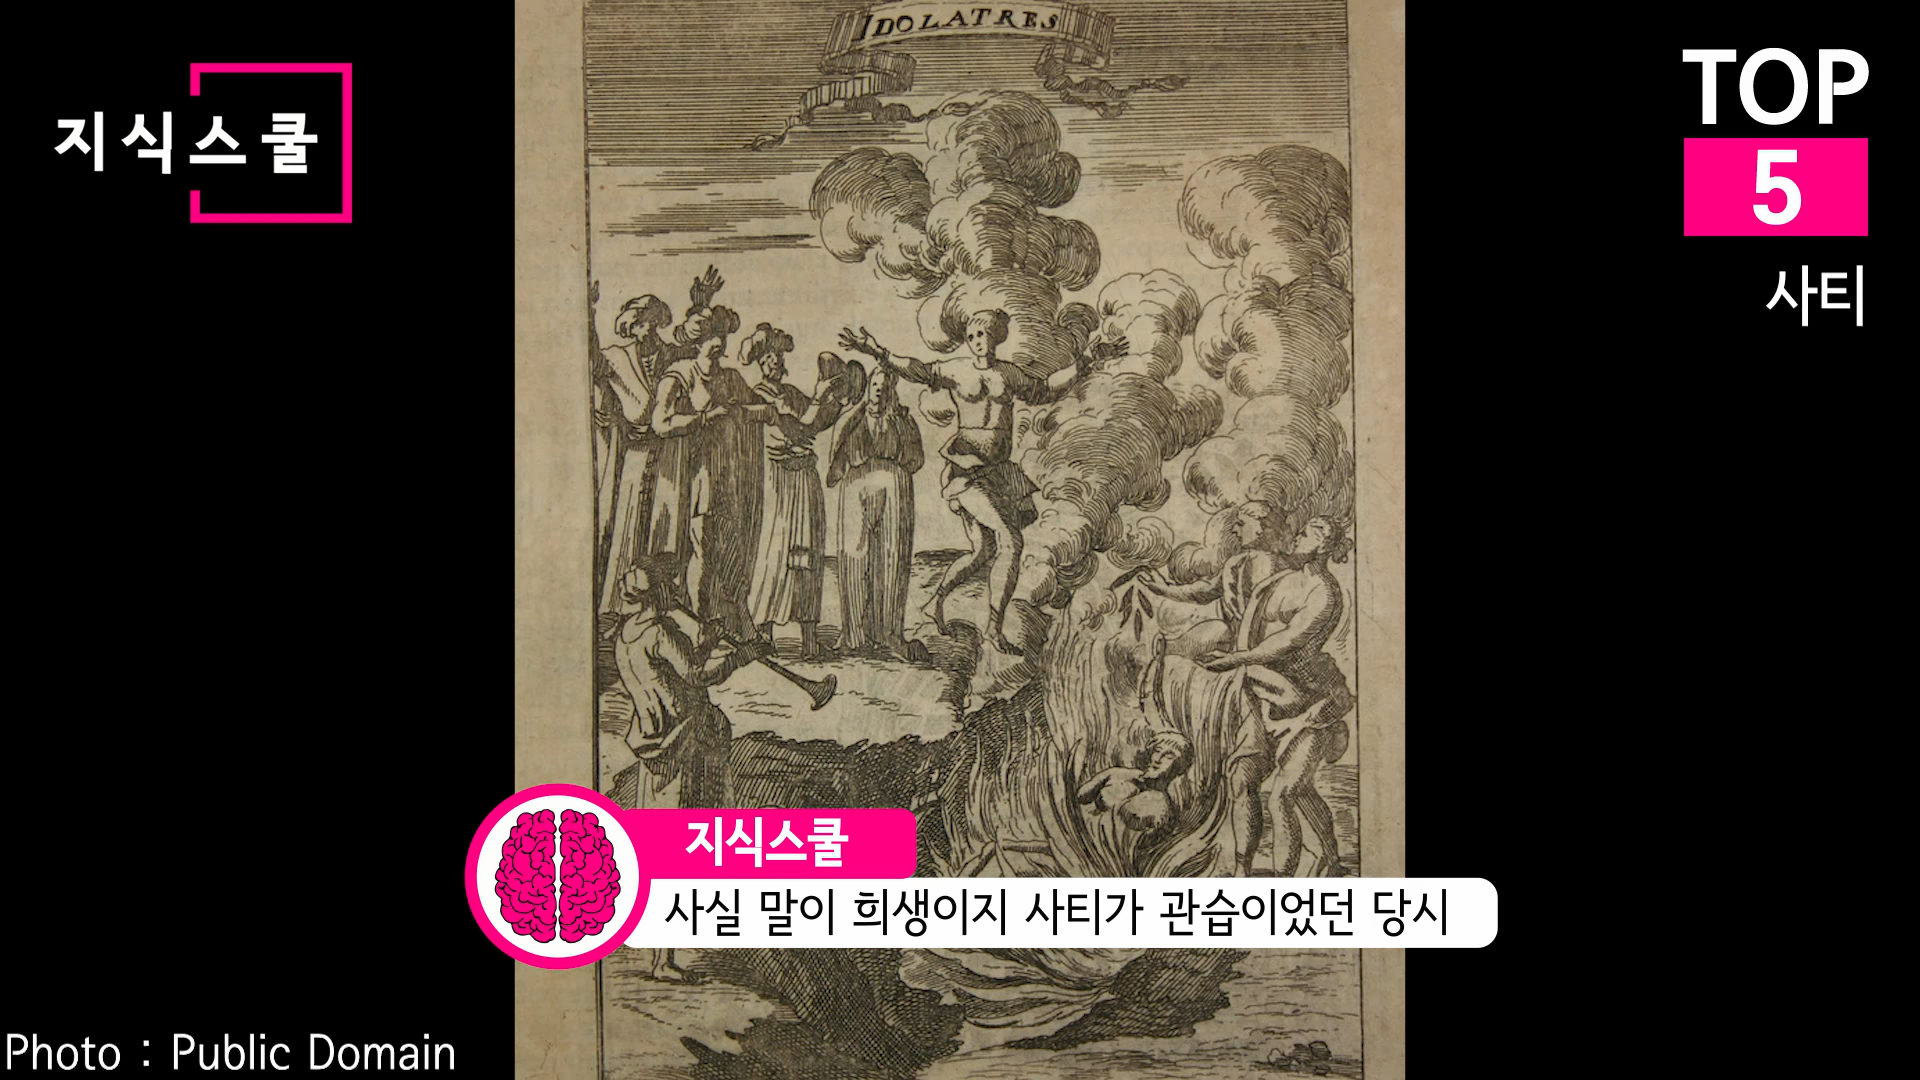 IDOLATRES
지식스쿨
TOP
5
사티
지식스쿨
사실 말이 희생이지 사티가 관습이었던 당시
Photo : Public Domain